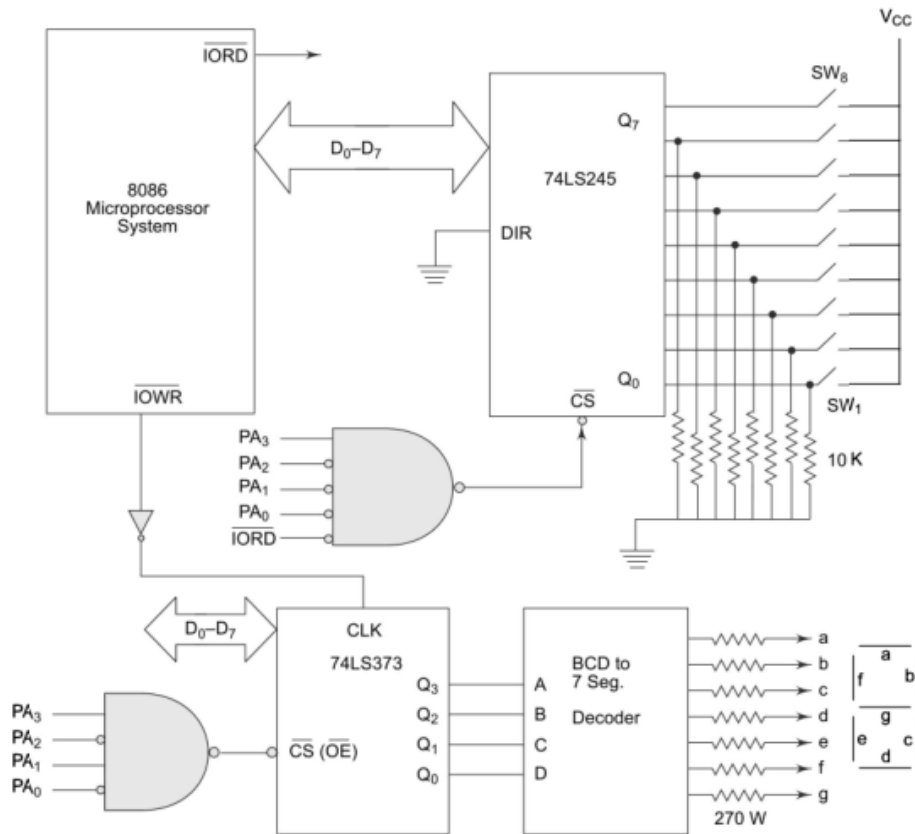 V_CC
IORD
SW₈
Q₇
D₀–D₇
74LS245
8086
Microprocessor
System
DIR
IOWR
Q₀
CS
SW₁
PA₃
PA₂
PA₁
PA₀
IORD
10 K
D₀–D₇
CLK
74LS373
BCD to
7 Seg.
Decoder
Q₃
Q₂
Q₁
Q₀
A
B
C
D
PA₃
PA₂
PA₁
PA₀
CS (OE)
a
b
c
d
e
f
g
a
f
b
g
e
c
d
270 W